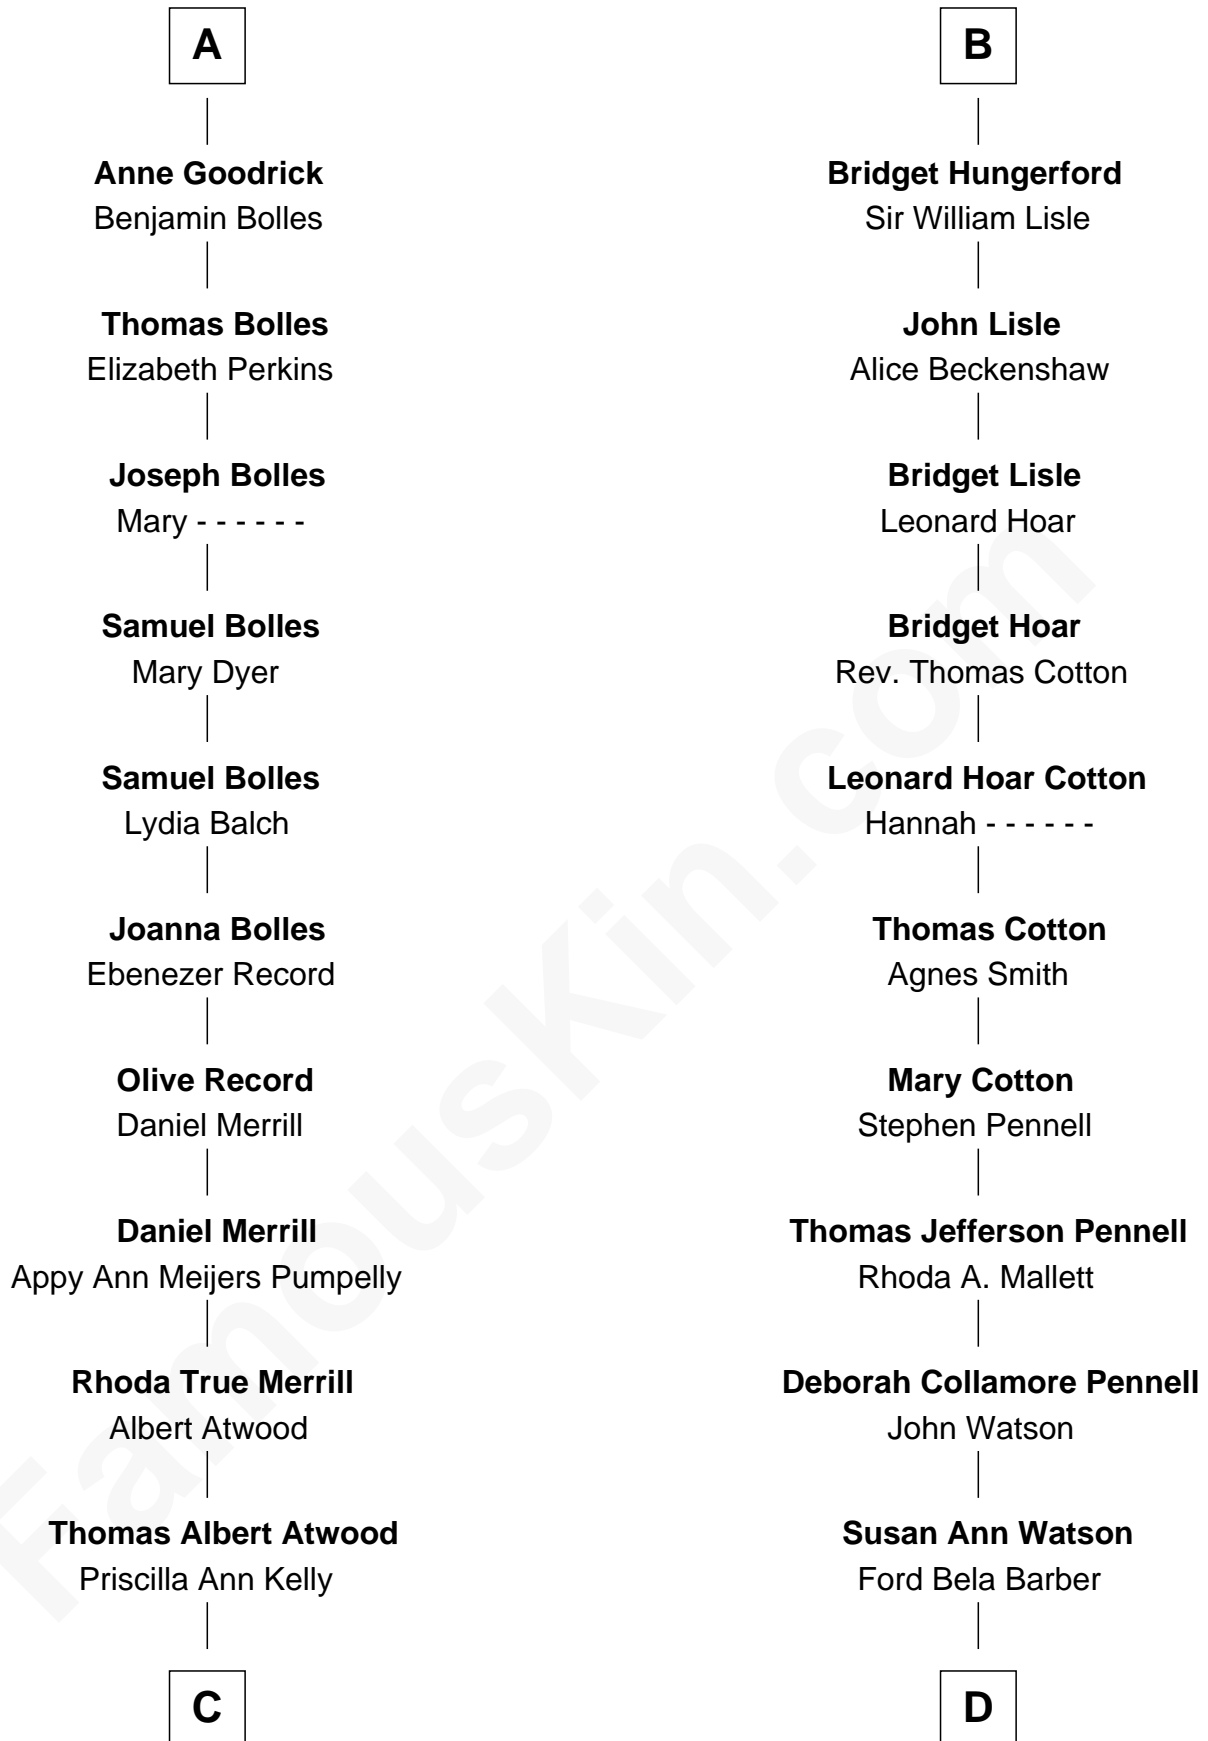 A
Anne Goodrick
Benjamin Bolles
Thomas Bolles
Elizabeth Perkins
Joseph Bolles
Mary - - - - - -
Samuel Bolles
Mary Dyer
Samuel Bolles
Lydia Balch
Joanna Bolles
Ebenezer Record
Olive Record
Daniel Merrill
Daniel Merrill
Appy Ann Meijers Pumpelly
Rhoda True Merrill
Albert Atwood
Thomas Albert Atwood
Priscilla Ann Kelly
C
B
Bridget Hungerford
Sir William Lisle
John Lisle
Alice Beckenshaw
Bridget Lisle
Leonard Hoar
Bridget Hoar
Rev. Thomas Cotton
Leonard Hoar Cotton
Hannah - - - - - -
Thomas Cotton
Agnes Smith
Mary Cotton
Stephen Pennell
Thomas Jefferson Pennell
Rhoda A. Mallett
Deborah Collamore Pennell
John Watson
Susan Ann Watson
Ford Bela Barber
D
FamousKin.com